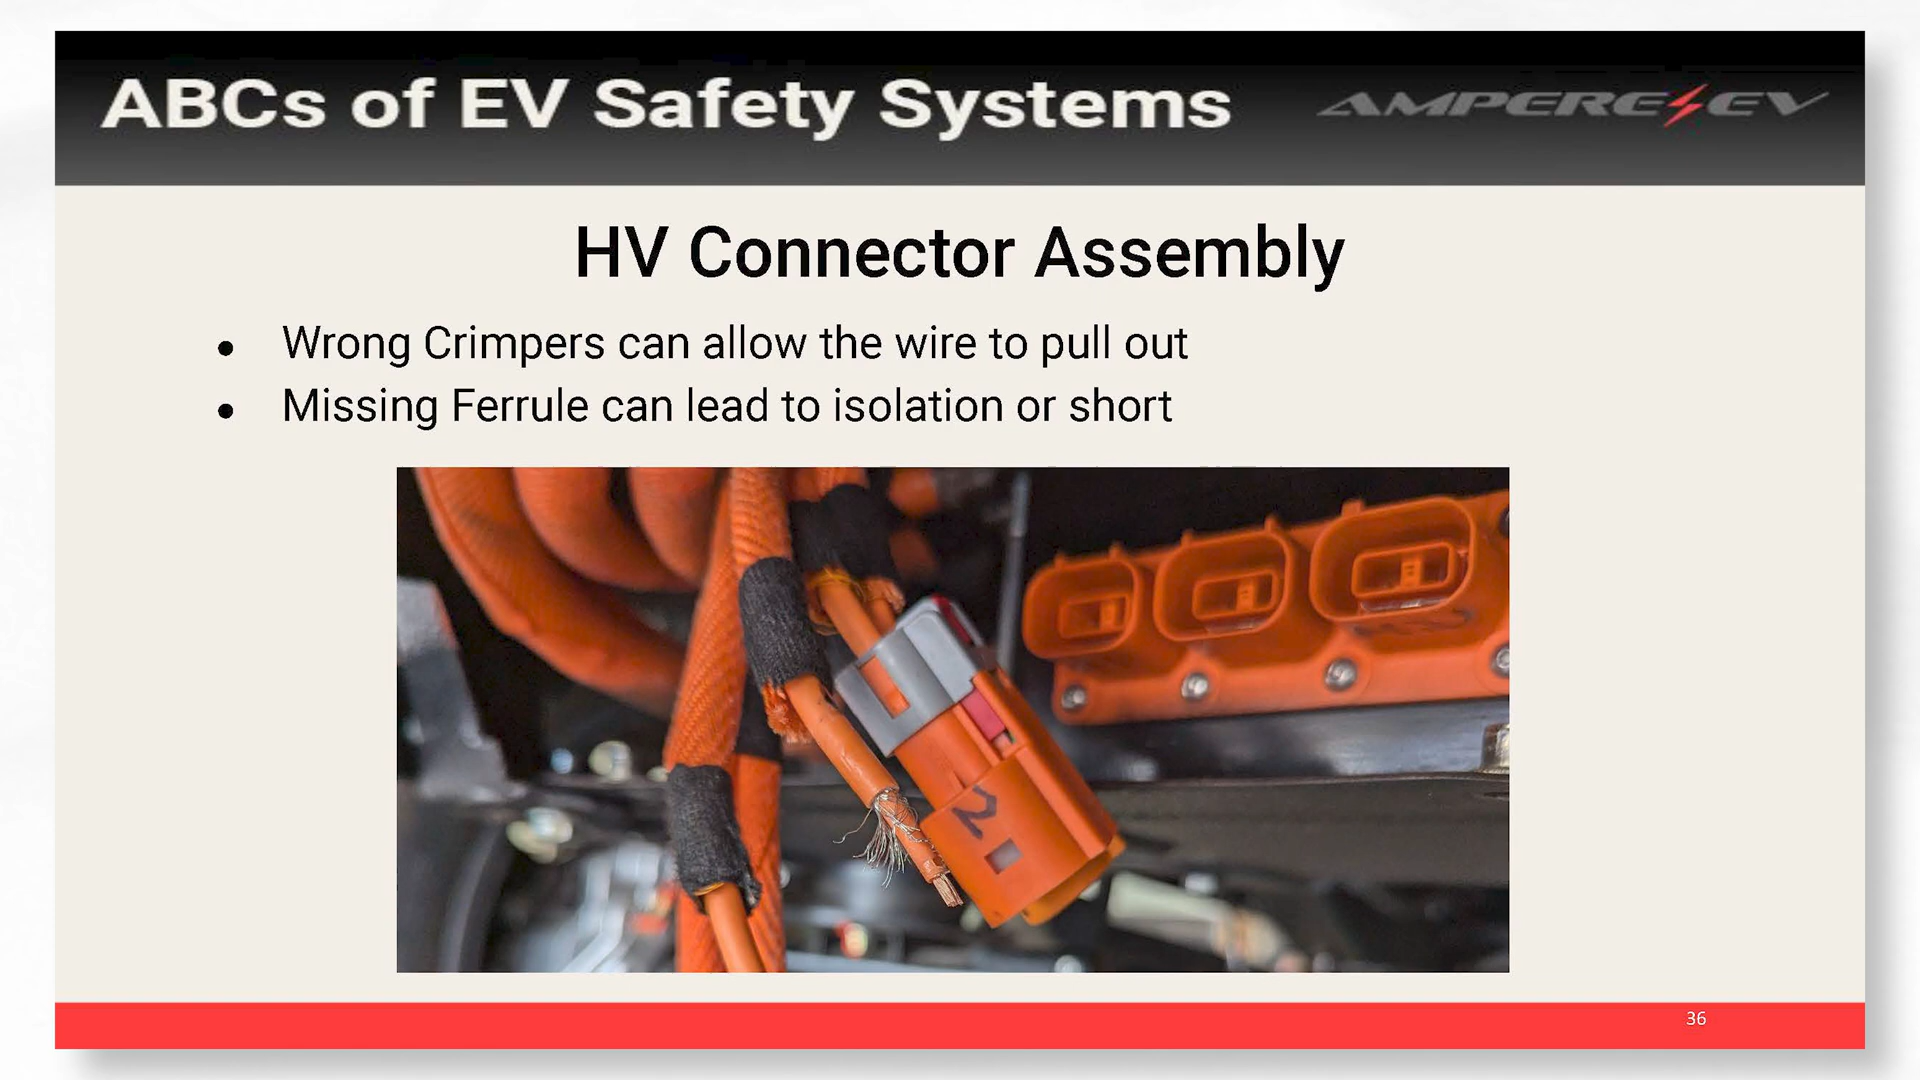 ABCs of EV Safety Systems
AMPERE EV
HV Connector Assembly
• Wrong Crimpers can allow the wire to pull out
• Missing Ferrule can lead to isolation or short
2
36